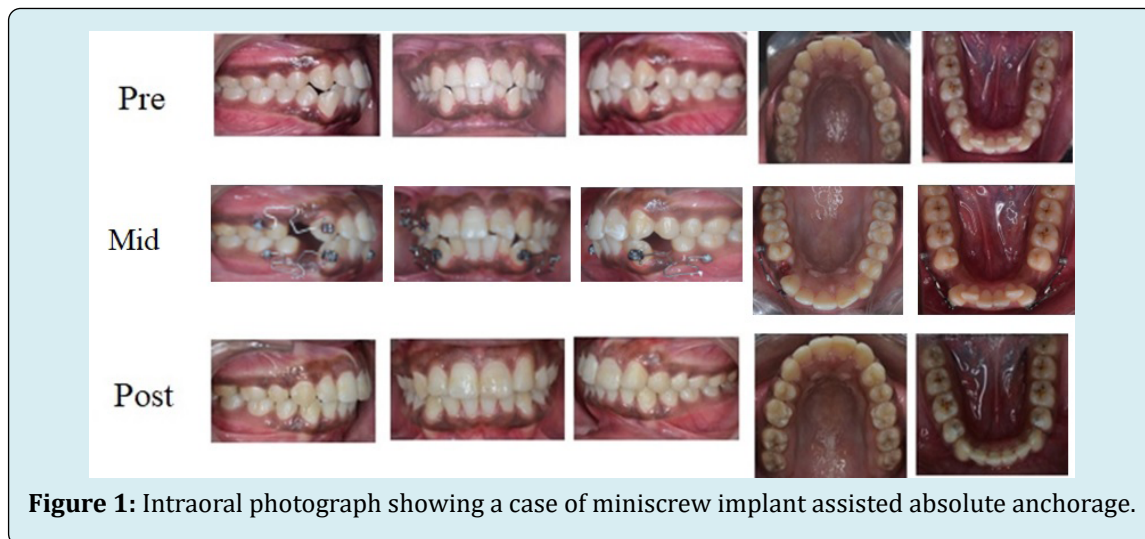 Pre
Mid
Post
Figure 1: Intraoral photograph showing a case of miniscrew implant assisted absolute anchorage.